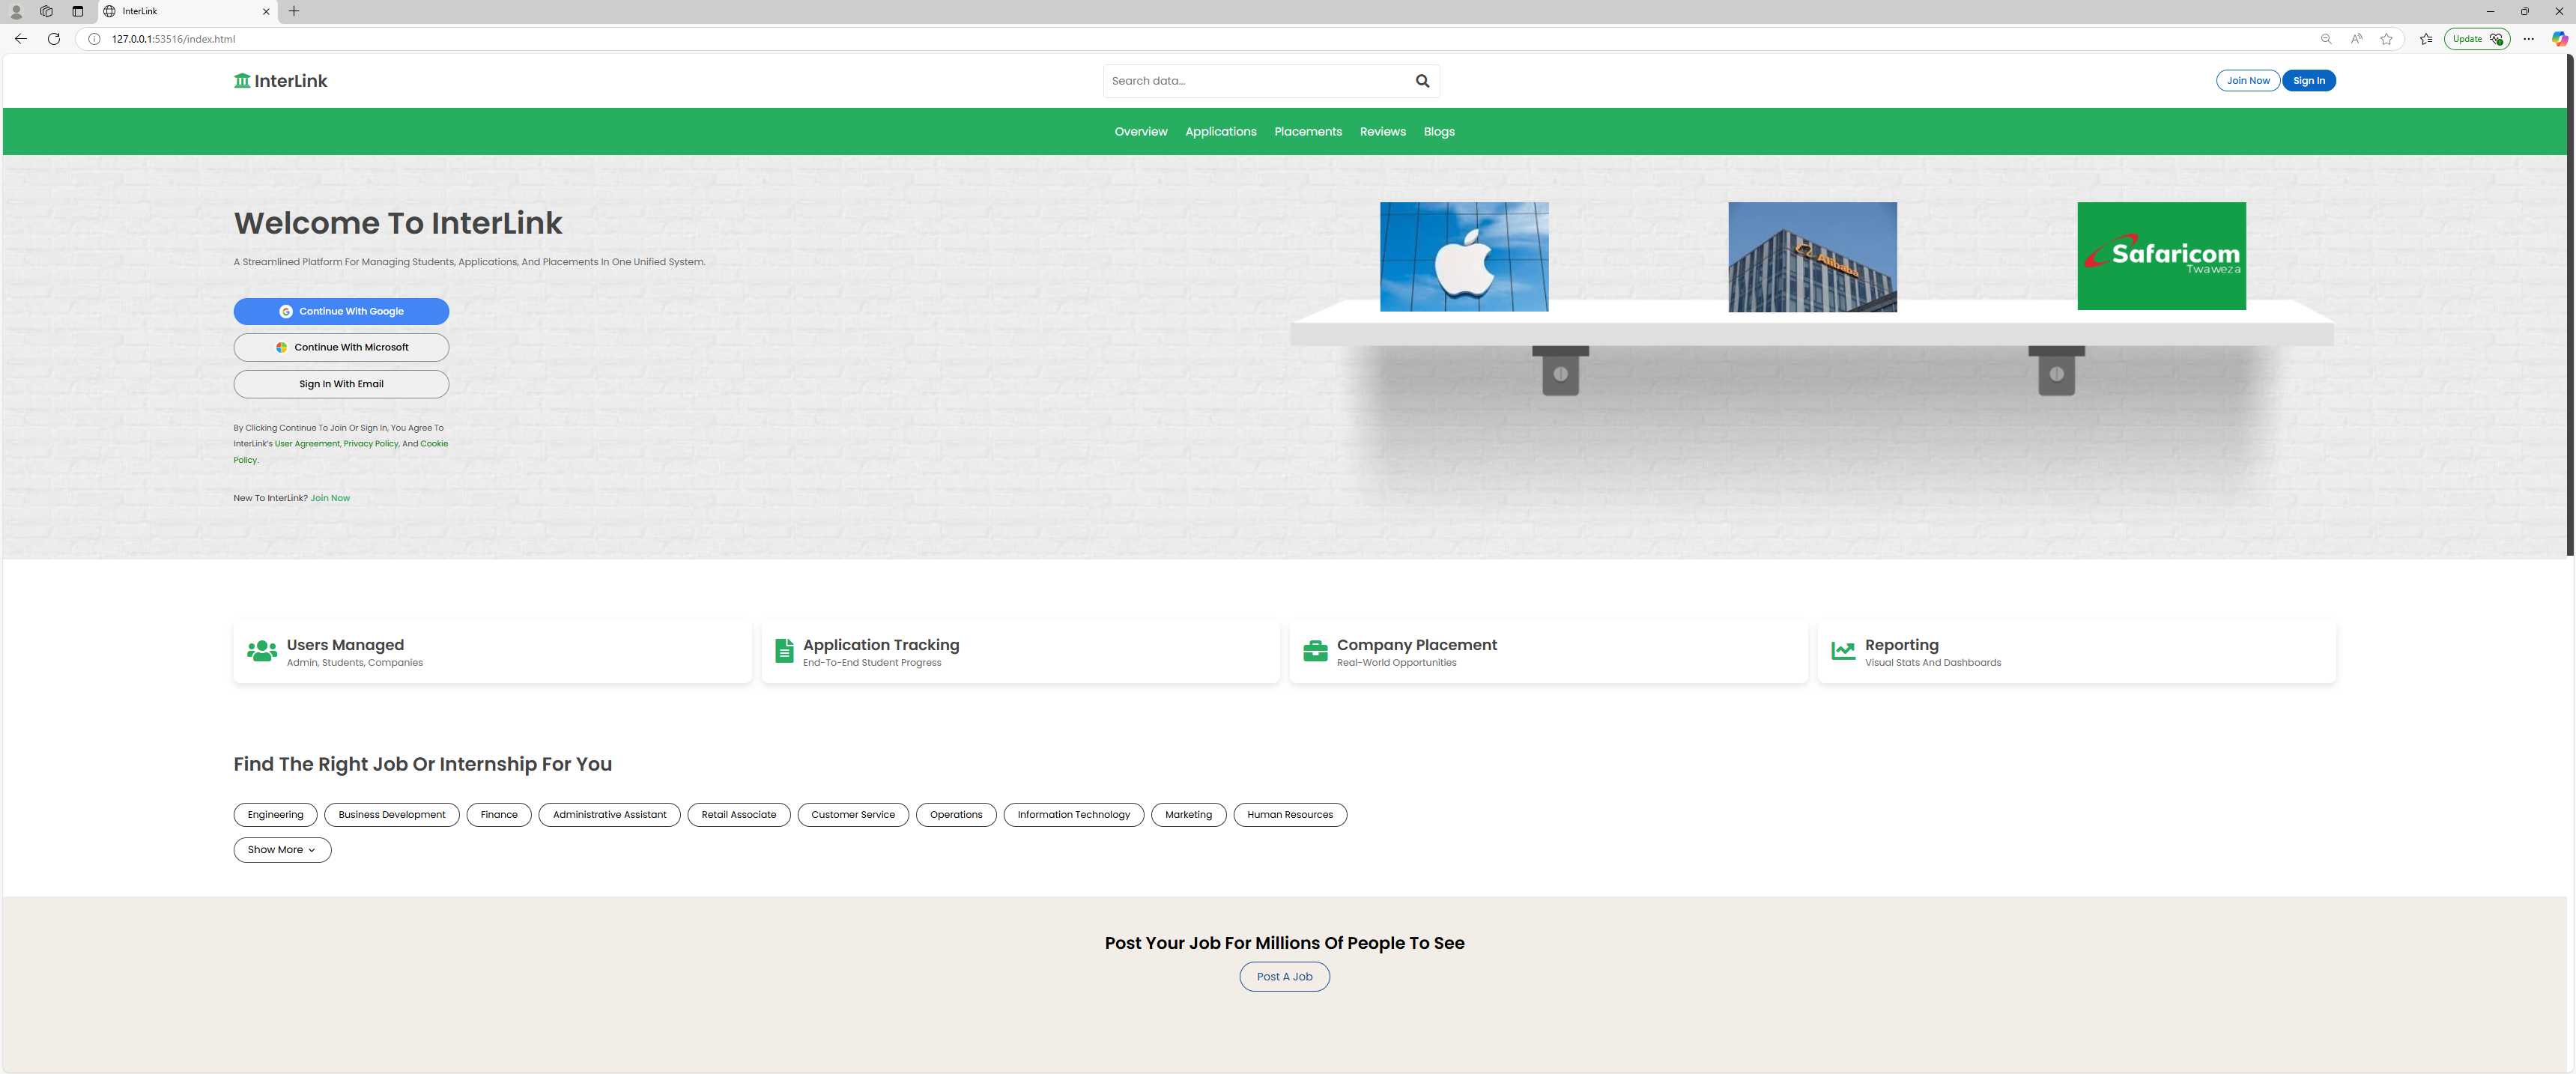 InterLink
127.0.0.1:53516/index.html
Update
InterLink
Search data...
Join Now
Sign In
Overview
Applications
Placements
Reviews
Blogs
Welcome To InterLink
A Streamlined Platform For Managing Students, Applications, And Placements In One Unified System.
Continue With Google
Continue With Microsoft
Sign In With Email
By Clicking Continue To Join Or Sign In, You Agree To
InterLink's User Agreement, Privacy Policy, And Cookie
Policy.
New To InterLink? Join Now
Alibaba
Safaricom
Twaweza
Users Managed
Admin, Students, Companies
Application Tracking
End-To-End Student Progress
Company Placement
Real-World Opportunities
Reporting
Visual Stats And Dashboards
Find The Right Job Or Internship For You
Engineering
Business Development
Finance
Administrative Assistant
Retail Associate
Customer Service
Operations
Information Technology
Marketing
Human Resources
Show More
Post Your Job For Millions Of People To See
Post A Job